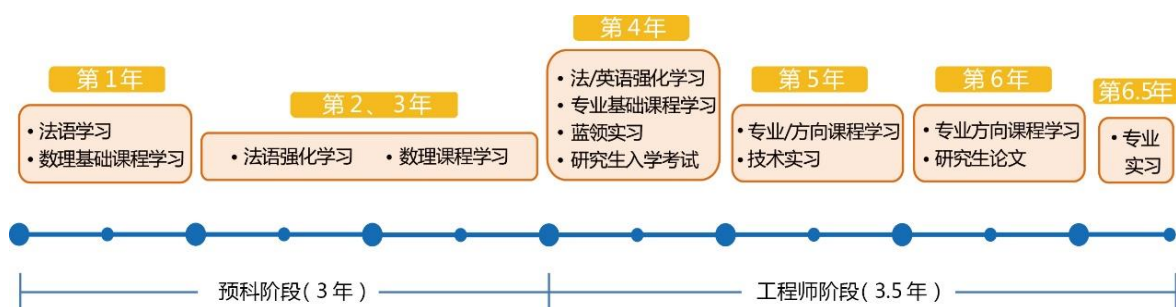 第1年
• 法语学习
• 数理基础课程学习
第2、3年
• 法语强化学习 • 数理课程学习
第4年
• 法/英语强化学习
• 专业基础课程学习
• 蓝领实习
• 研究生入学考试
第5年
• 专业/方向课程学习
• 技术实习
第6年
• 专业方向课程学习
• 研究生论文
第6.5年
• 专业
实习
预科阶段(3年)
工程师阶段(3.5年)